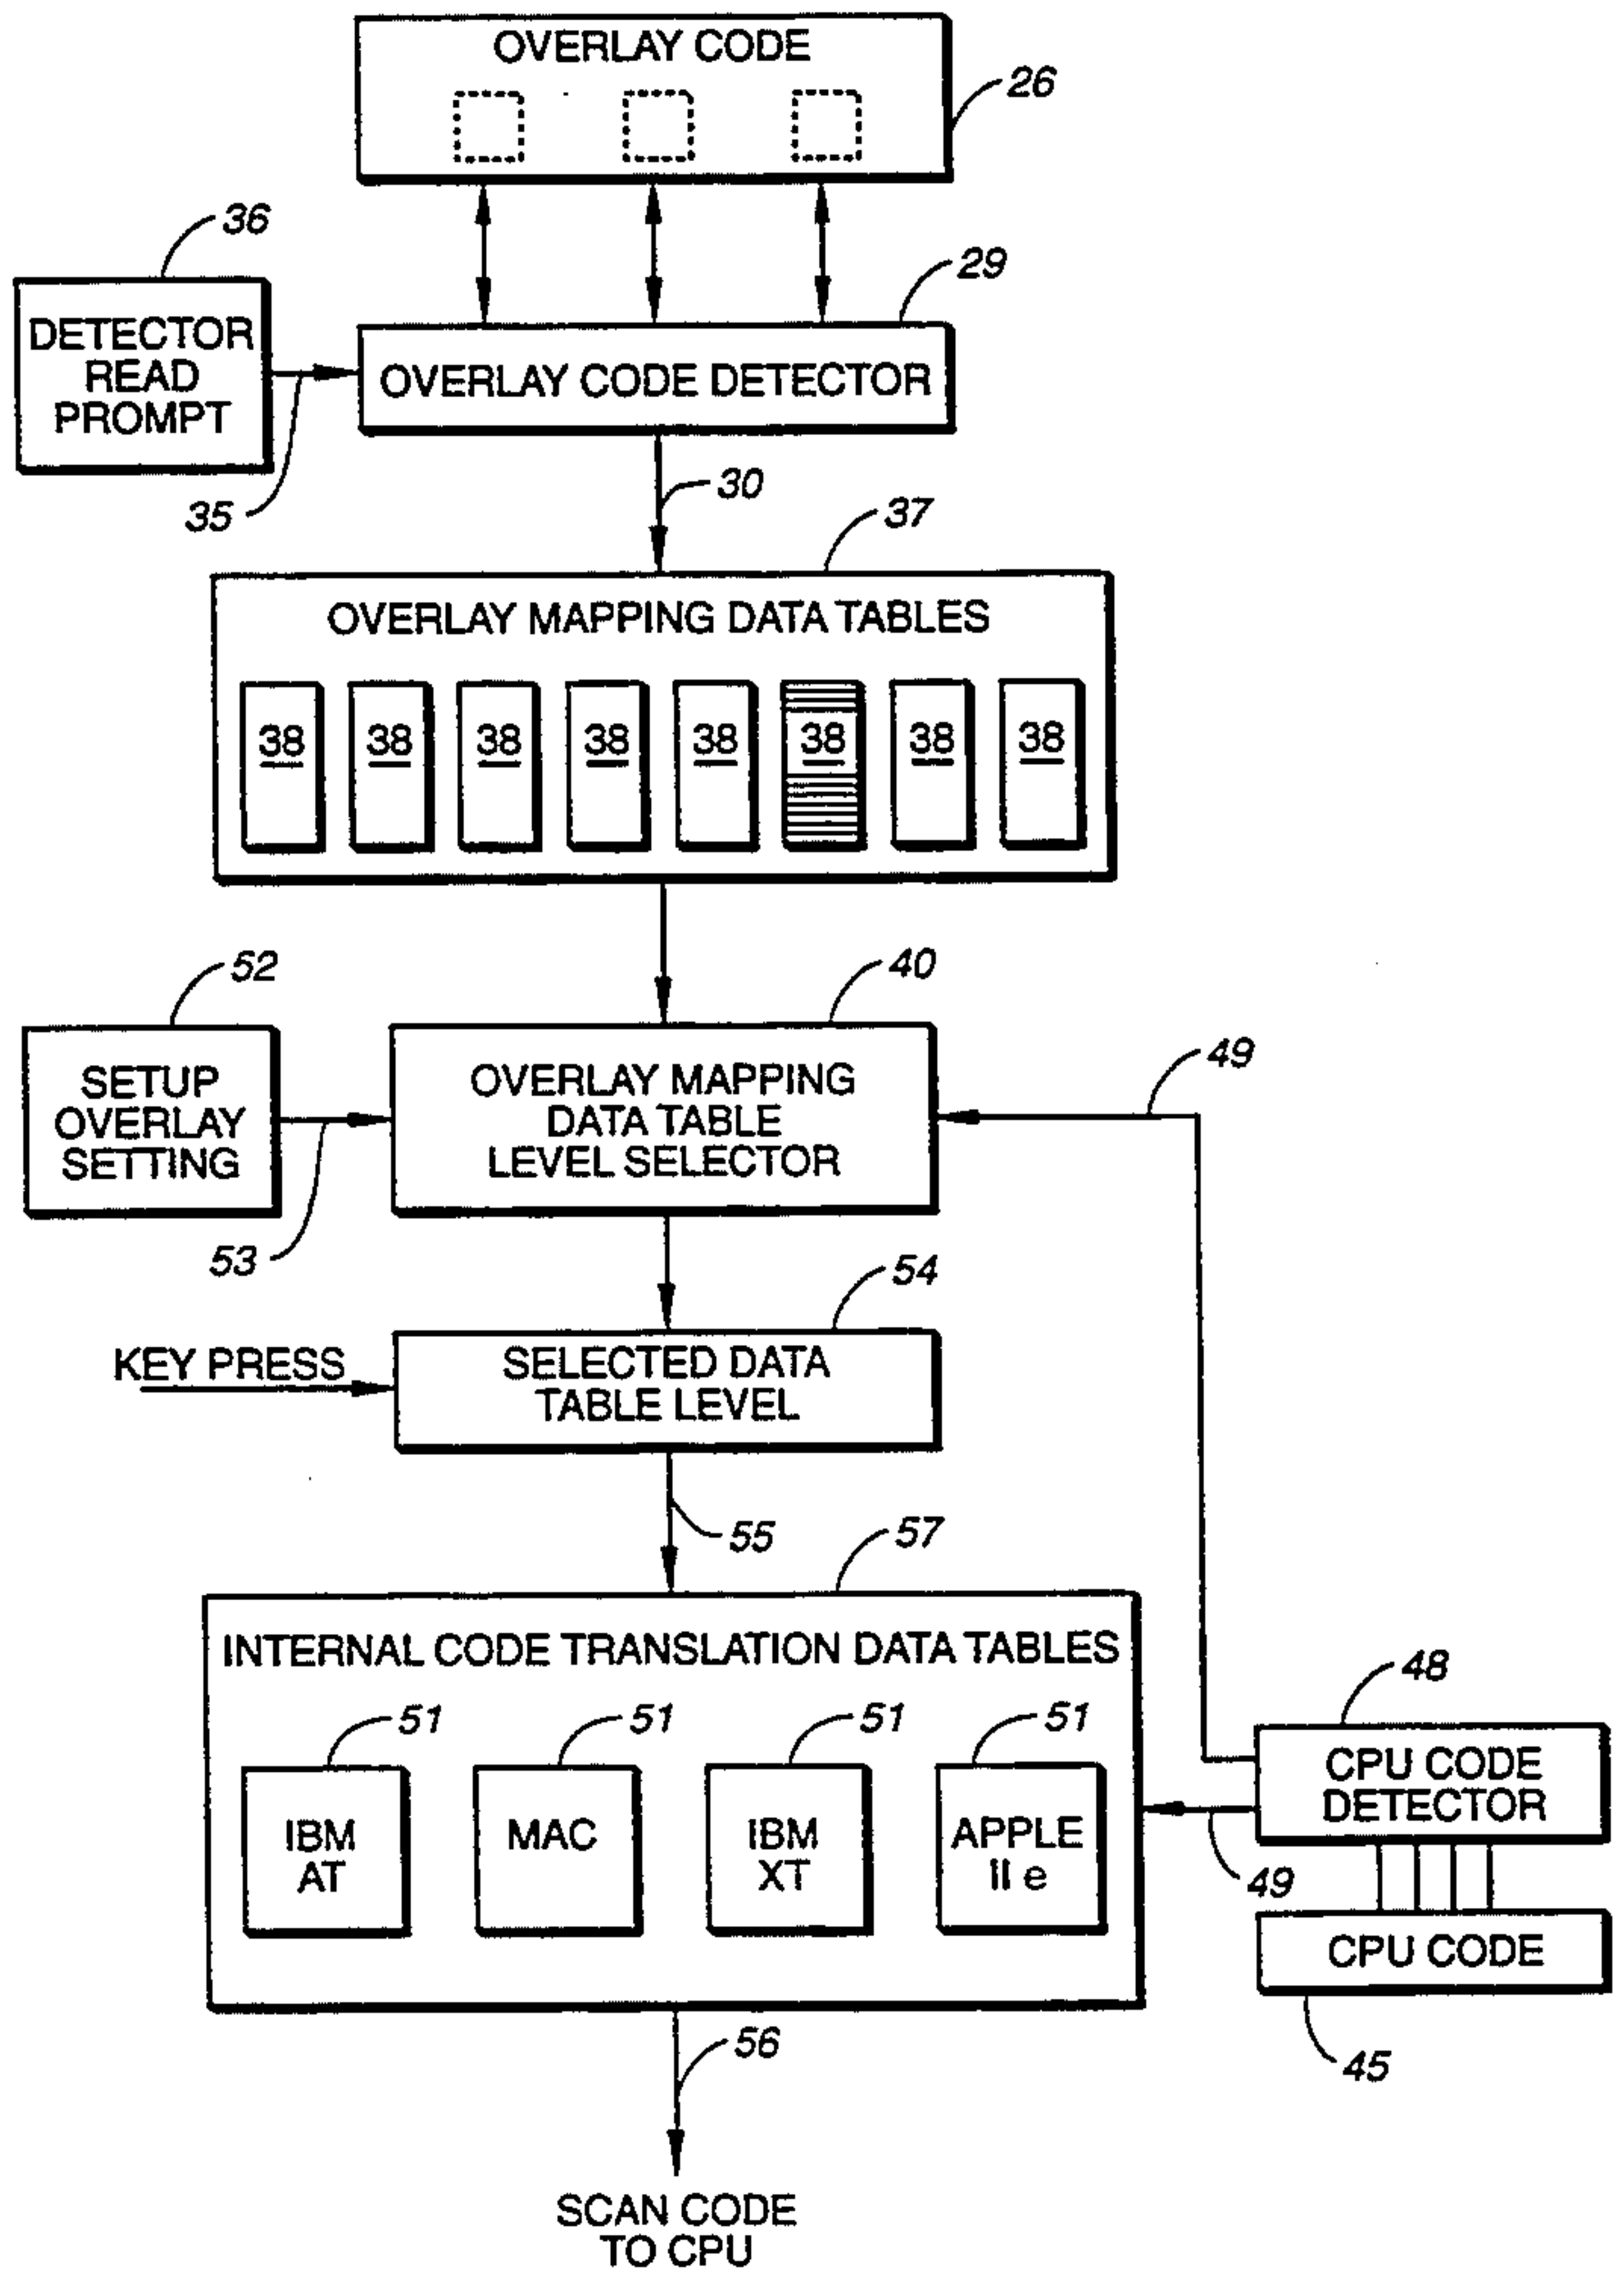 OVERLAY CODE
26
36
29
DETECTOR
READ
PROMPT
OVERLAY CODE DETECTOR
35
30
37
OVERLAY MAPPING DATA TABLES
38 38 38 38 38 38 38 38
52
40
SETUP
OVERLAY
SETTING
OVERLAY MAPPING
DATA TABLE
LEVEL SELECTOR
49
53
54
KEY PRESS
SELECTED DATA
TABLE LEVEL
55
57
INTERNAL CODE TRANSLATION DATA TABLES
51 51 51 51
IBM
AT
MAC
IBM
XT
APPLE
II e
48
CPU CODE
DETECTOR
49
CPU CODE
45
56
SCAN CODE
TO CPU